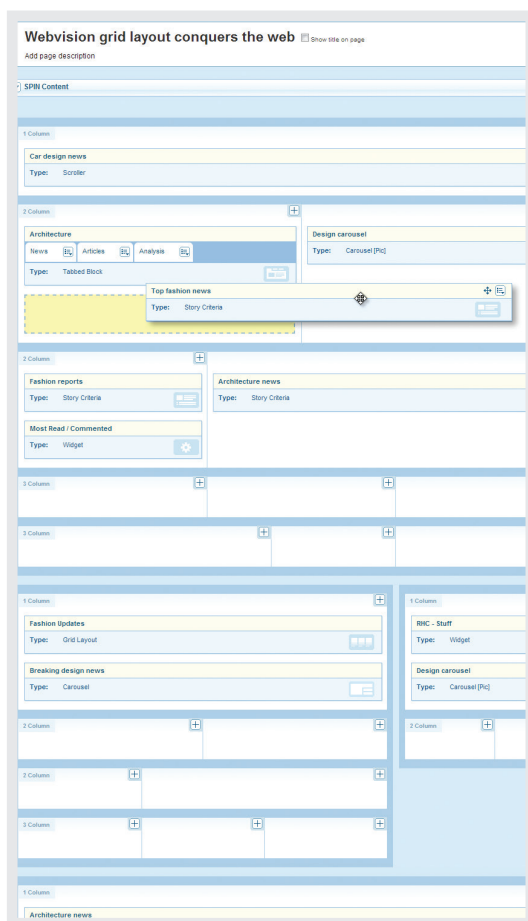 Webvision grid layout conquers the web Show title on page
Add page description
SPIN Content
1 Column
Car design news
Type: Scroller
2 Column
Architecture
News Articles Analysis
Type: Tabbed Block
Design carousel
Type: Carousel [Pic]
Top fashion news
Type: Story Criteria
2 Column
Fashion reports
Type: Story Criteria
Architecture news
Type: Story Criteria
Most Read / Commented
Type: Widget
3 Column
3 Column
1 Column
Fashion Updates
Type: Grid Layout
Breaking design news
Type: Carousel
2 Column
2 Column
3 Column
1 Column
RHC - Stuff
Type: Widget
Design carousel
Type: Carousel [Pic]
2 Column
1 Column
Architecture news